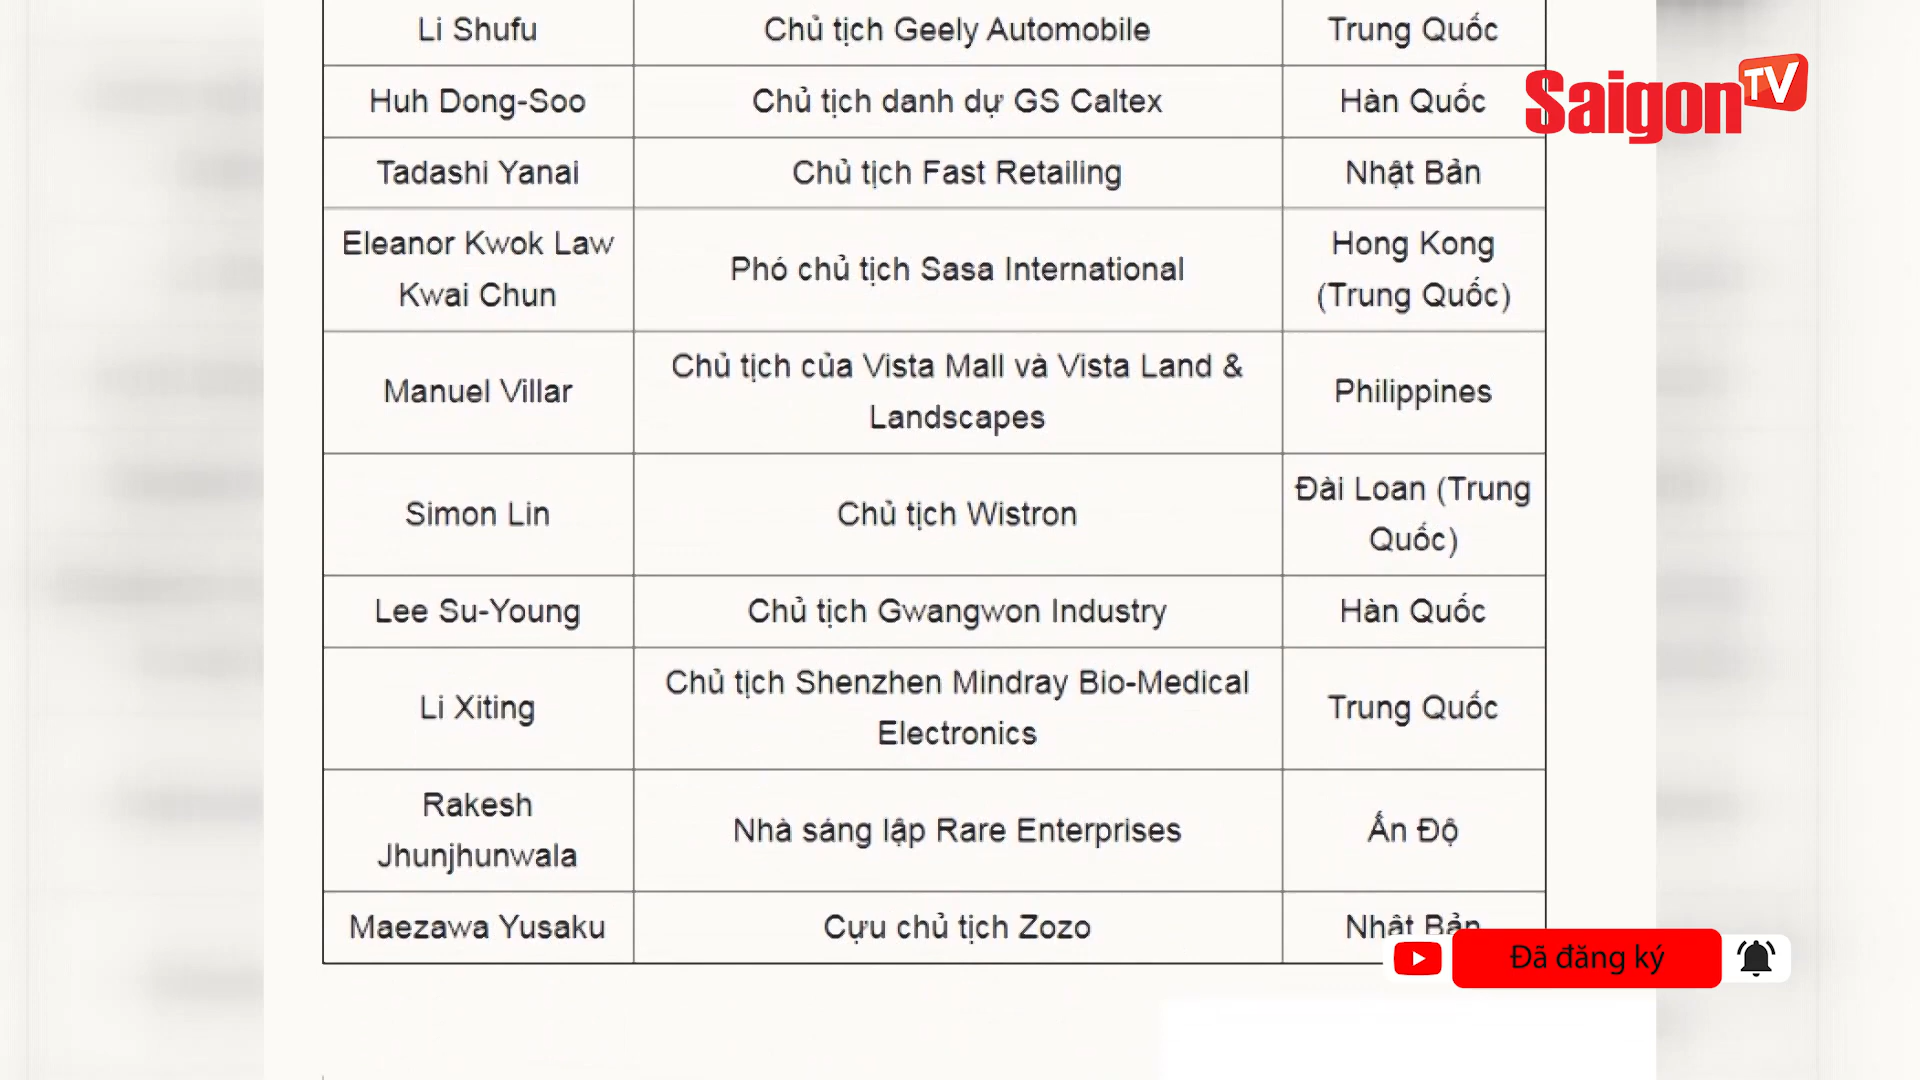 Li Shufu Chủ tịch Geely Automobile Trung Quốc
Saigon TV
Huh Dong-Soo Chủ tịch danh dự GS Caltex Hàn Quốc
Tadashi Yanai Chủ tịch Fast Retailing Nhật Bản
Eleanor Kwok Law
Kwai Chun
Phó chủ tịch Sasa International
Hong Kong
(Trung Quốc)
Manuel Villar
Chủ tịch của Vista Mall và Vista Land &
Landscapes
Philippines
Simon Lin
Chủ tịch Wistron
Đài Loan (Trung
Quốc)
Lee Su-Young Chủ tịch Gwangwon Industry Hàn Quốc
Li Xiting
Chủ tịch Shenzhen Mindray Bio-Medical
Electronics
Trung Quốc
Rakesh
Jhunjhunwala
Nhà sáng lập Rare Enterprises
Ấn Độ
Maezawa Yusaku Cựu chủ tịch Zozo Nhật Bản
Đã đăng ký